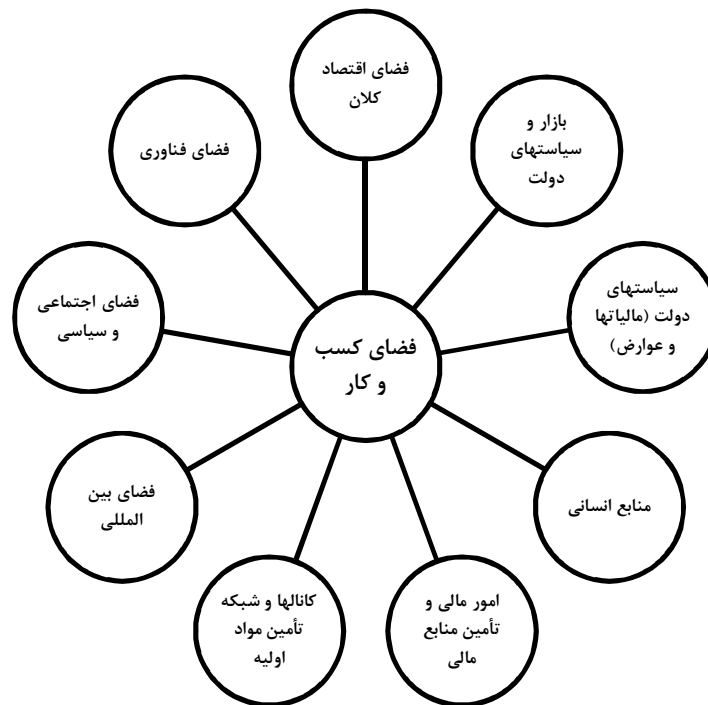 فضای اقتصاد
کلان
بازار و
سیاستهای
دولت
سیاستهای
دولت (مالیاتها
و عوارض)
منابع انسانی
امور مالی و
تأمین منابع
مالی
کانالها و شبکه
تأمین مواد
اولیه
فضای بین
المللی
فضای اجتماعی
و سیاسی
فضای فناوری
فضای کسب
و کار